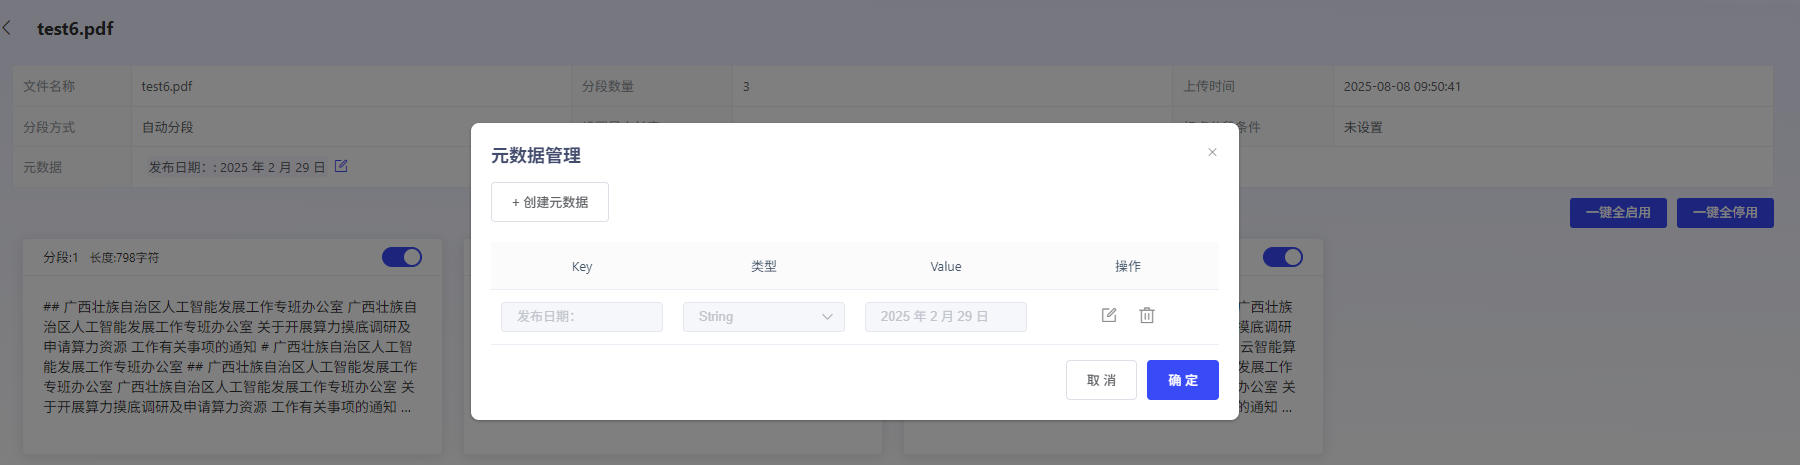 test6.pdf
文件名称 test6.pdf 分段数量 3 上传时间 2025-08-08 09:50:41
分段方式 自动分段 条件 未设置
元数据 发布日期：: 2025 年 2 月 29 日
元数据管理
+ 创建元数据
Key 类型 Value 操作
发布日期： String 2025 年 2 月 29 日
取 消 确 定
一键全启用 一键全停用
分段:1 长度:798字符
## 广西壮族自治区人工智能发展工作专班办公室 广西壮族自
治区人工智能发展工作专班办公室 关于开展算力摸底调研及
申请算力资源 工作有关事项的通知 # 广西壮族自治区人工智
能发展工作专班办公室 ## 广西壮族自治区人工智能发展工作
专班办公室 广西壮族自治区人工智能发展工作专班办公室 关
于开展算力摸底调研及申请算力资源 工作有关事项的通知 ...
广西壮族
摸底调研
云智能算
发展工作
办公室 关
的通知 ...